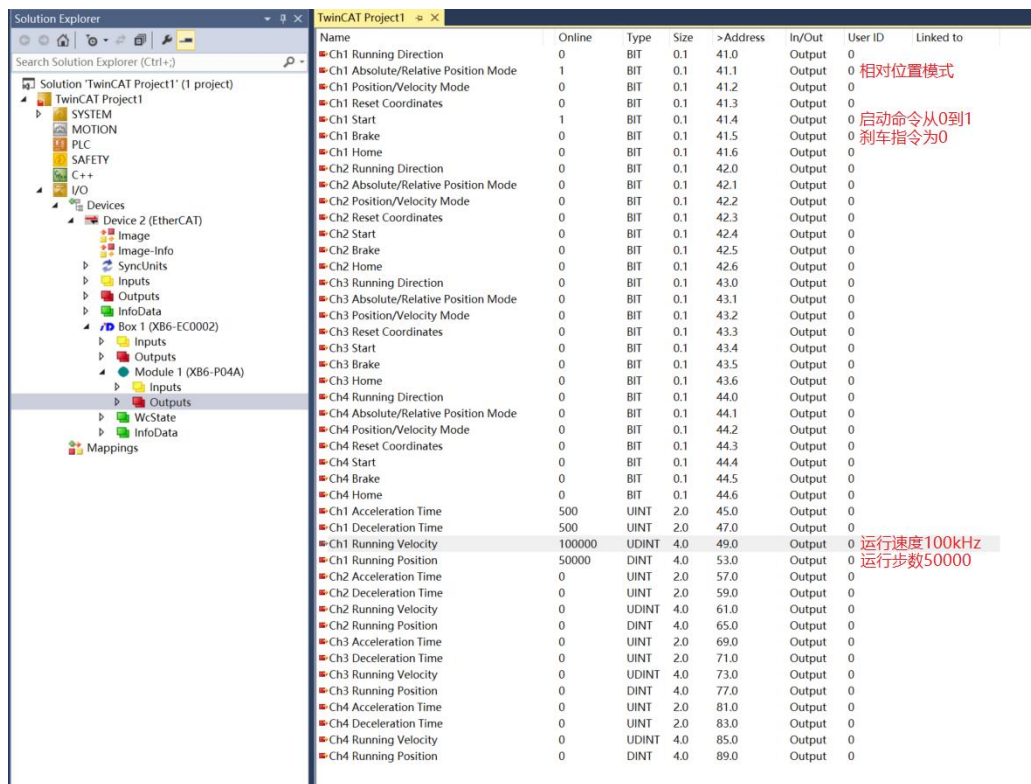 Solution Explorer
Search Solution Explorer (Ctrl+;)
Solution 'TwinCAT Project1' (1 project)
TwinCAT Project1
SYSTEM
MOTION
PLC
SAFETY
C++
I/O
Devices
Device 2 (EtherCAT)
Image
Image-Info
SyncUnits
Inputs
Outputs
InfoData
Box 1 (XB6-EC0002)
Inputs
Outputs
Module 1 (XB6-P04A)
Inputs
Outputs
WcState
InfoData
Mappings
TwinCAT Project1
Name Online Type Size >Address In/Out User ID Linked to
Ch1 Running Direction 0 BIT 0.1 41.0 Output 0
Ch1 Absolute/Relative Position Mode 1 BIT 0.1 41.1 Output 0 相对位置模式
Ch1 Position/Velocity Mode 0 BIT 0.1 41.2 Output 0
Ch1 Reset Coordinates 0 BIT 0.1 41.3 Output 0
Ch1 Start 1 BIT 0.1 41.4 Output 0 启动命令从0到1
Ch1 Brake 0 BIT 0.1 41.5 Output 0 刹车指令为0
Ch1 Home 0 BIT 0.1 41.6 Output 0
Ch2 Running Direction 0 BIT 0.1 42.0 Output 0
Ch2 Absolute/Relative Position Mode 0 BIT 0.1 42.1 Output 0
Ch2 Position/Velocity Mode 0 BIT 0.1 42.2 Output 0
Ch2 Reset Coordinates 0 BIT 0.1 42.3 Output 0
Ch2 Start 0 BIT 0.1 42.4 Output 0
Ch2 Brake 0 BIT 0.1 42.5 Output 0
Ch2 Home 0 BIT 0.1 42.6 Output 0
Ch3 Running Direction 0 BIT 0.1 43.0 Output 0
Ch3 Absolute/Relative Position Mode 0 BIT 0.1 43.1 Output 0
Ch3 Position/Velocity Mode 0 BIT 0.1 43.2 Output 0
Ch3 Reset Coordinates 0 BIT 0.1 43.3 Output 0
Ch3 Start 0 BIT 0.1 43.4 Output 0
Ch3 Brake 0 BIT 0.1 43.5 Output 0
Ch3 Home 0 BIT 0.1 43.6 Output 0
Ch4 Running Direction 0 BIT 0.1 44.0 Output 0
Ch4 Absolute/Relative Position Mode 0 BIT 0.1 44.1 Output 0
Ch4 Position/Velocity Mode 0 BIT 0.1 44.2 Output 0
Ch4 Reset Coordinates 0 BIT 0.1 44.3 Output 0
Ch4 Start 0 BIT 0.1 44.4 Output 0
Ch4 Brake 0 BIT 0.1 44.5 Output 0
Ch4 Home 0 BIT 0.1 44.6 Output 0
Ch1 Acceleration Time 500 UINT 2.0 45.0 Output 0
Ch1 Deceleration Time 500 UINT 2.0 47.0 Output 0
Ch1 Running Velocity 100000 UDINT 4.0 49.0 Output 0 运行速度100kHz
Ch1 Running Position 50000 DINT 4.0 53.0 Output 0 运行步数50000
Ch2 Acceleration Time 0 UINT 2.0 57.0 Output 0
Ch2 Deceleration Time 0 UINT 2.0 59.0 Output 0
Ch2 Running Velocity 0 UDINT 4.0 61.0 Output 0
Ch2 Running Position 0 DINT 4.0 65.0 Output 0
Ch3 Acceleration Time 0 UINT 2.0 69.0 Output 0
Ch3 Deceleration Time 0 UINT 2.0 71.0 Output 0
Ch3 Running Velocity 0 UDINT 4.0 73.0 Output 0
Ch3 Running Position 0 DINT 4.0 77.0 Output 0
Ch4 Acceleration Time 0 UINT 2.0 81.0 Output 0
Ch4 Deceleration Time 0 UINT 2.0 83.0 Output 0
Ch4 Running Velocity 0 UDINT 4.0 85.0 Output 0
Ch4 Running Position 0 DINT 4.0 89.0 Output 0